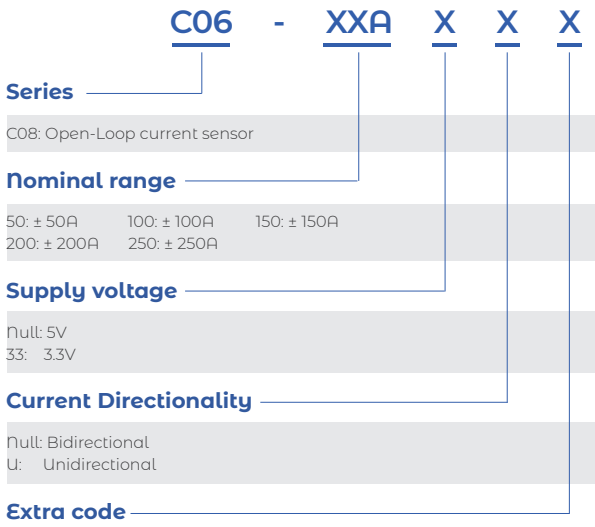 C06 - XXA X X X
Series
C08: Open-Loop current sensor
Nominal range
50: ± 50A 100: ± 100A 150: ± 150A
200: ± 200A 250: ± 250A
Supply voltage
Null: 5V
33: 3.3V
Current Directionality
Null: Bidirectional
U: Unidirectional
Extra code